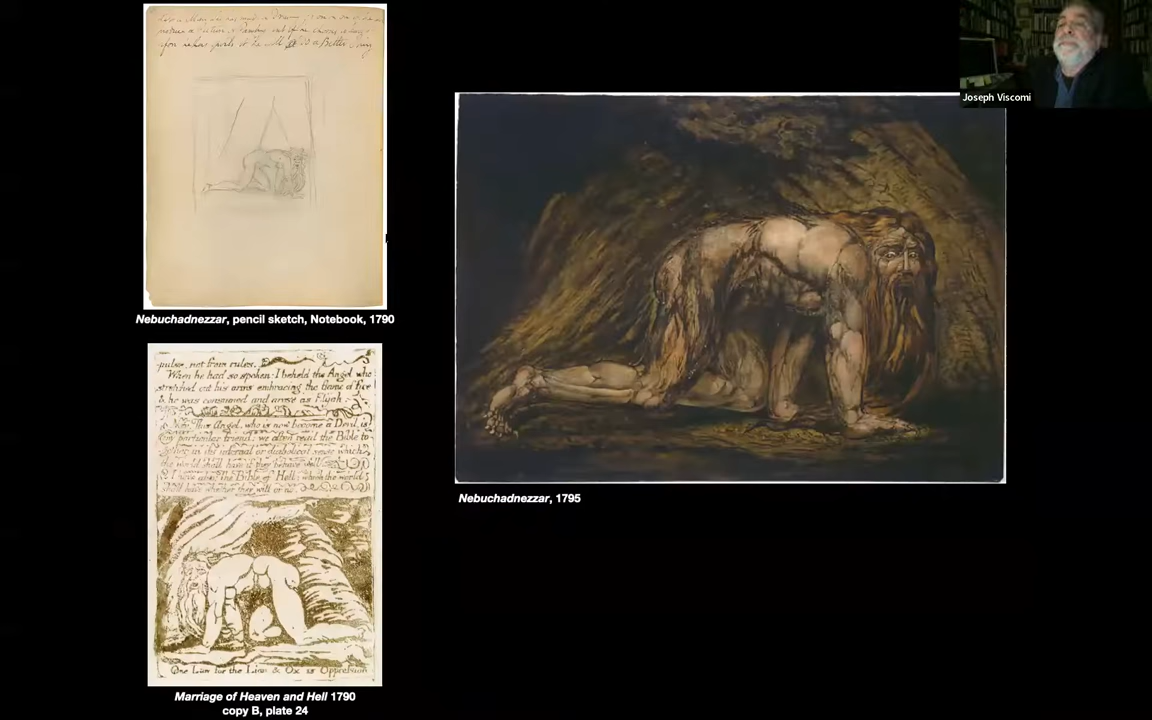 Joseph Viscomi
upon
a Better
Nebuchadnezzar, pencil sketch, Notebook, 1790
pulse, not from rules.
When he had so spoken: I beheld the Angel who
stretched out his arms embracing the flame of fire
& he was consumed and arose as Elijah.
Note. This Angel, who is now become a Devil, is
my particular friend: we often read the Bible to
in its infernal or diabolical sense which
the world shall have if they behave well
I have also: The Bible of Hell: which the world
shall have whether they will or no.
One Law for the Lion & Ox is Oppression
Marriage of Heaven and Hell 1790
copy B, plate 24
Nebuchadnezzar, 1795